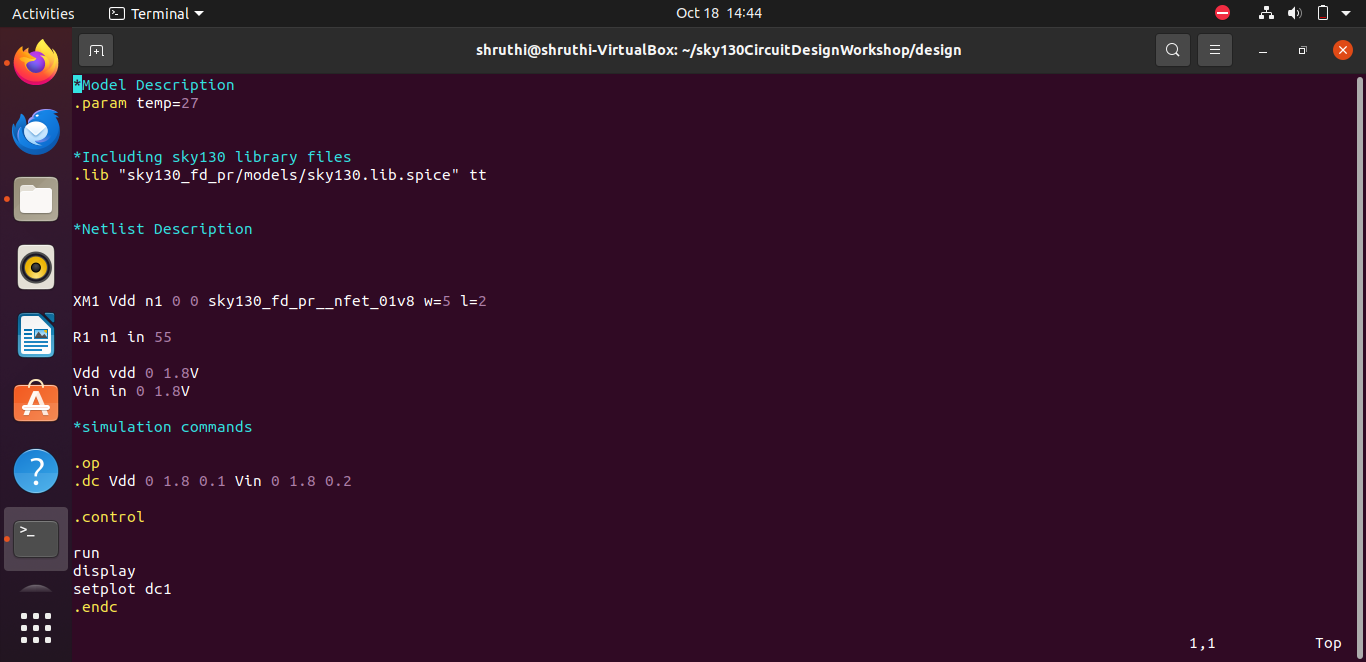 Activities
Terminal
Oct 18 14:44
shruthi@shruthi-VirtualBox: ~/sky130CircuitDesignWorkshop/design
*Model Description
.param temp=27
*Including sky130 library files
.lib "sky130_fd_pr/models/sky130.lib.spice" tt
*Netlist Description
XM1 Vdd n1 0 0 sky130_fd_pr__nfet_01v8 w=5 l=2
R1 n1 in 55
Vdd vdd 0 1.8V
Vin in 0 1.8V
*simulation commands
.op
.dc Vdd 0 1.8 0.1 Vin 0 1.8 0.2
.control
run
display
setplot dc1
.endc
1,1 Top